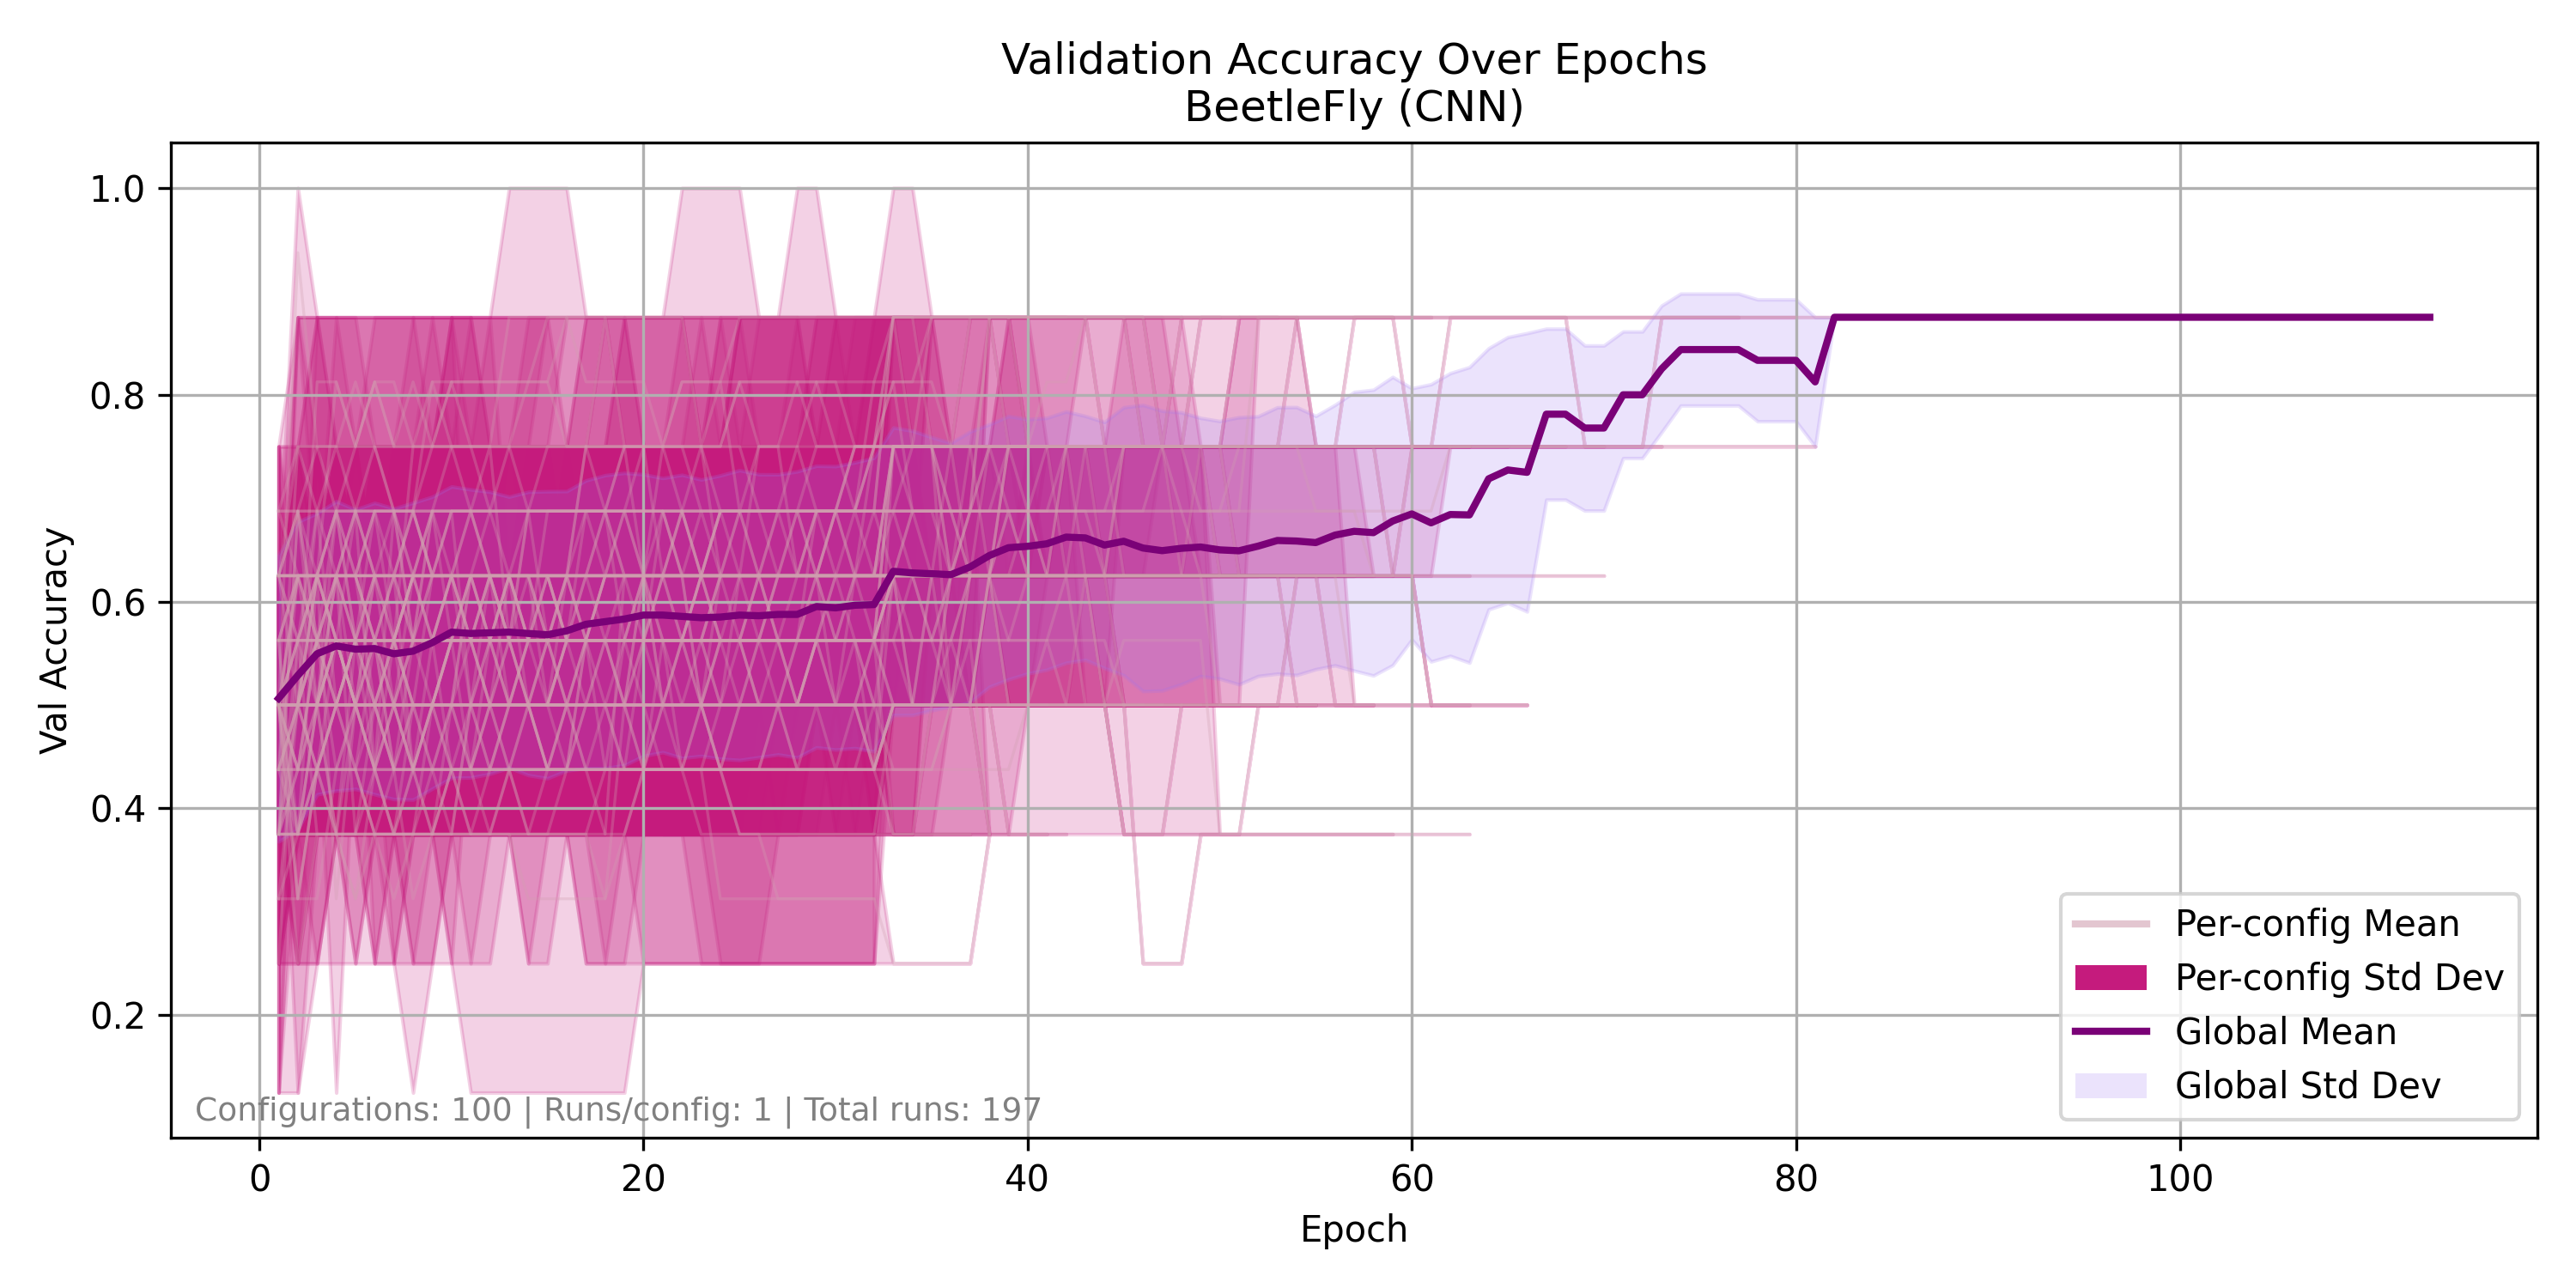 Validation Accuracy Over Epochs
BeetleFly (CNN)
Val Accuracy
1.0
0.8
0.6
0.4
0.2
Configurations: 100 | Runs/config: 1 | Total runs: 197
Per-config Mean
Per-config Std Dev
Global Mean
Global Std Dev
0 20 40 60 80 100
Epoch